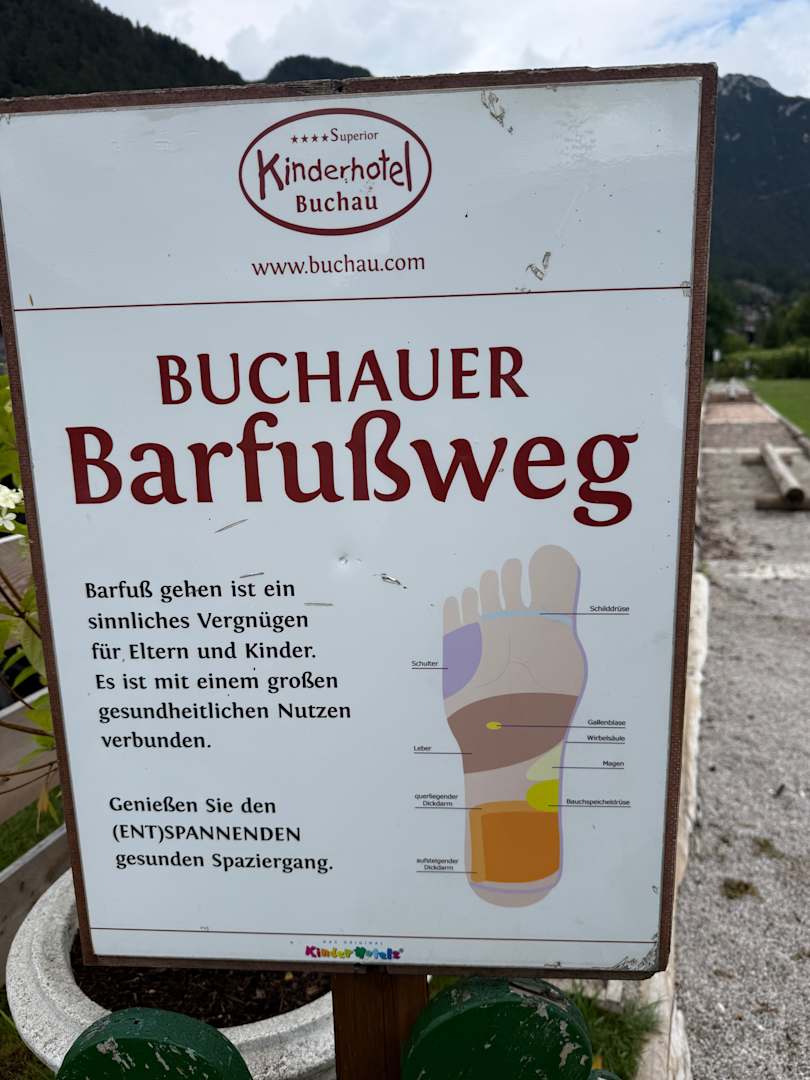 ★★★★Superior
Kinderhotel
Buchau
www.buchau.com
BUCHAUER
Barfußweg
Barfuß gehen ist ein
sinnliches Vergnügen
für Eltern und Kinder.
Es ist mit einem großen
gesundheitlichen Nutzen
verbunden.
Genießen Sie den
(ENT)SPANNENDEN
gesunden Spaziergang.
Schilddrüse
Schulter
Gallenblase
Wirbelsäule
Leber
Magen
querliegender
Dickdarm
Bauchspeicheldrüse
aufsteigender
Dickdarm
DAS ORIGINAL
KinderHotels